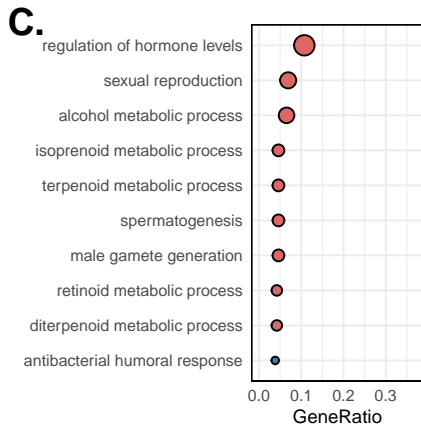 C.
regulation of hormone levels
sexual reproduction
alcohol metabolic process
isoprenoid metabolic process
terpenoid metabolic process
spermatogenesis
male gamete generation
retinoid metabolic process
diterpenoid metabolic process
antibacterial humoral response
0.0 0.1 0.2 0.3
GeneRatio